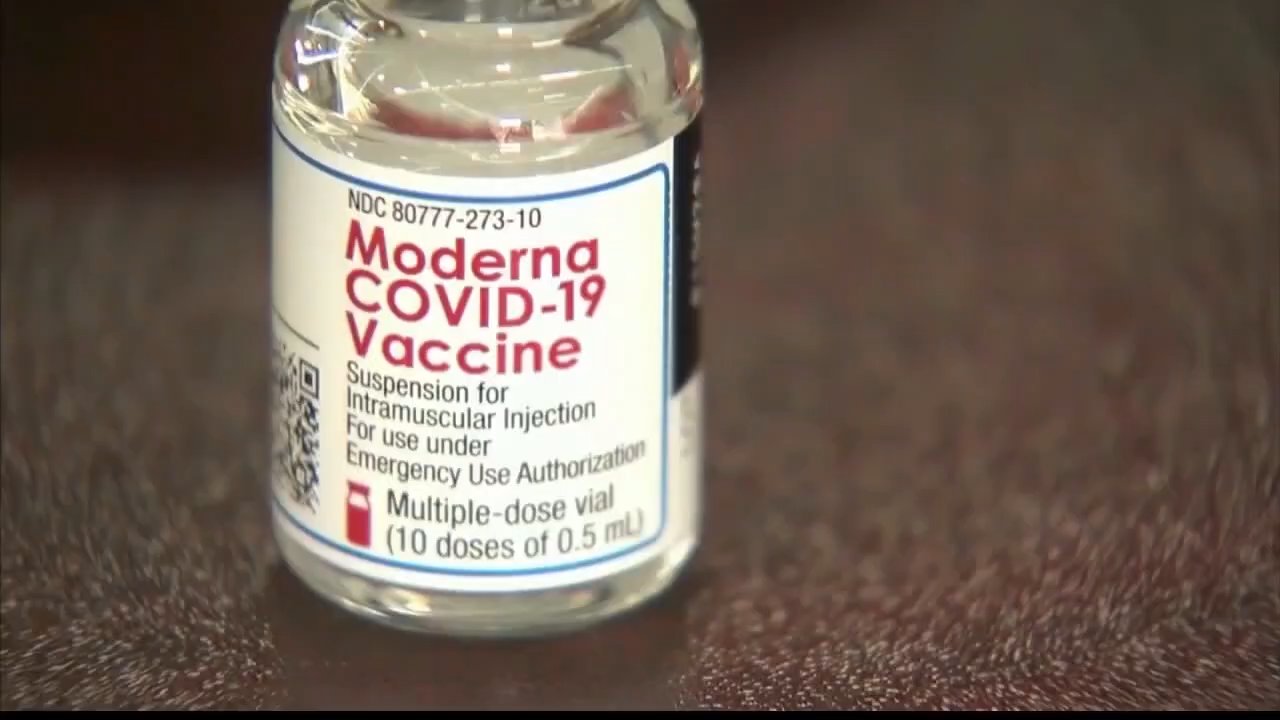 NDC 80777-273-10
Moderna
COVID-19
Vaccine
Suspension for
Intramuscular Injection
For use under
Emergency Use Authorization
Multiple-dose vial
(10 doses of 0.5 mL)